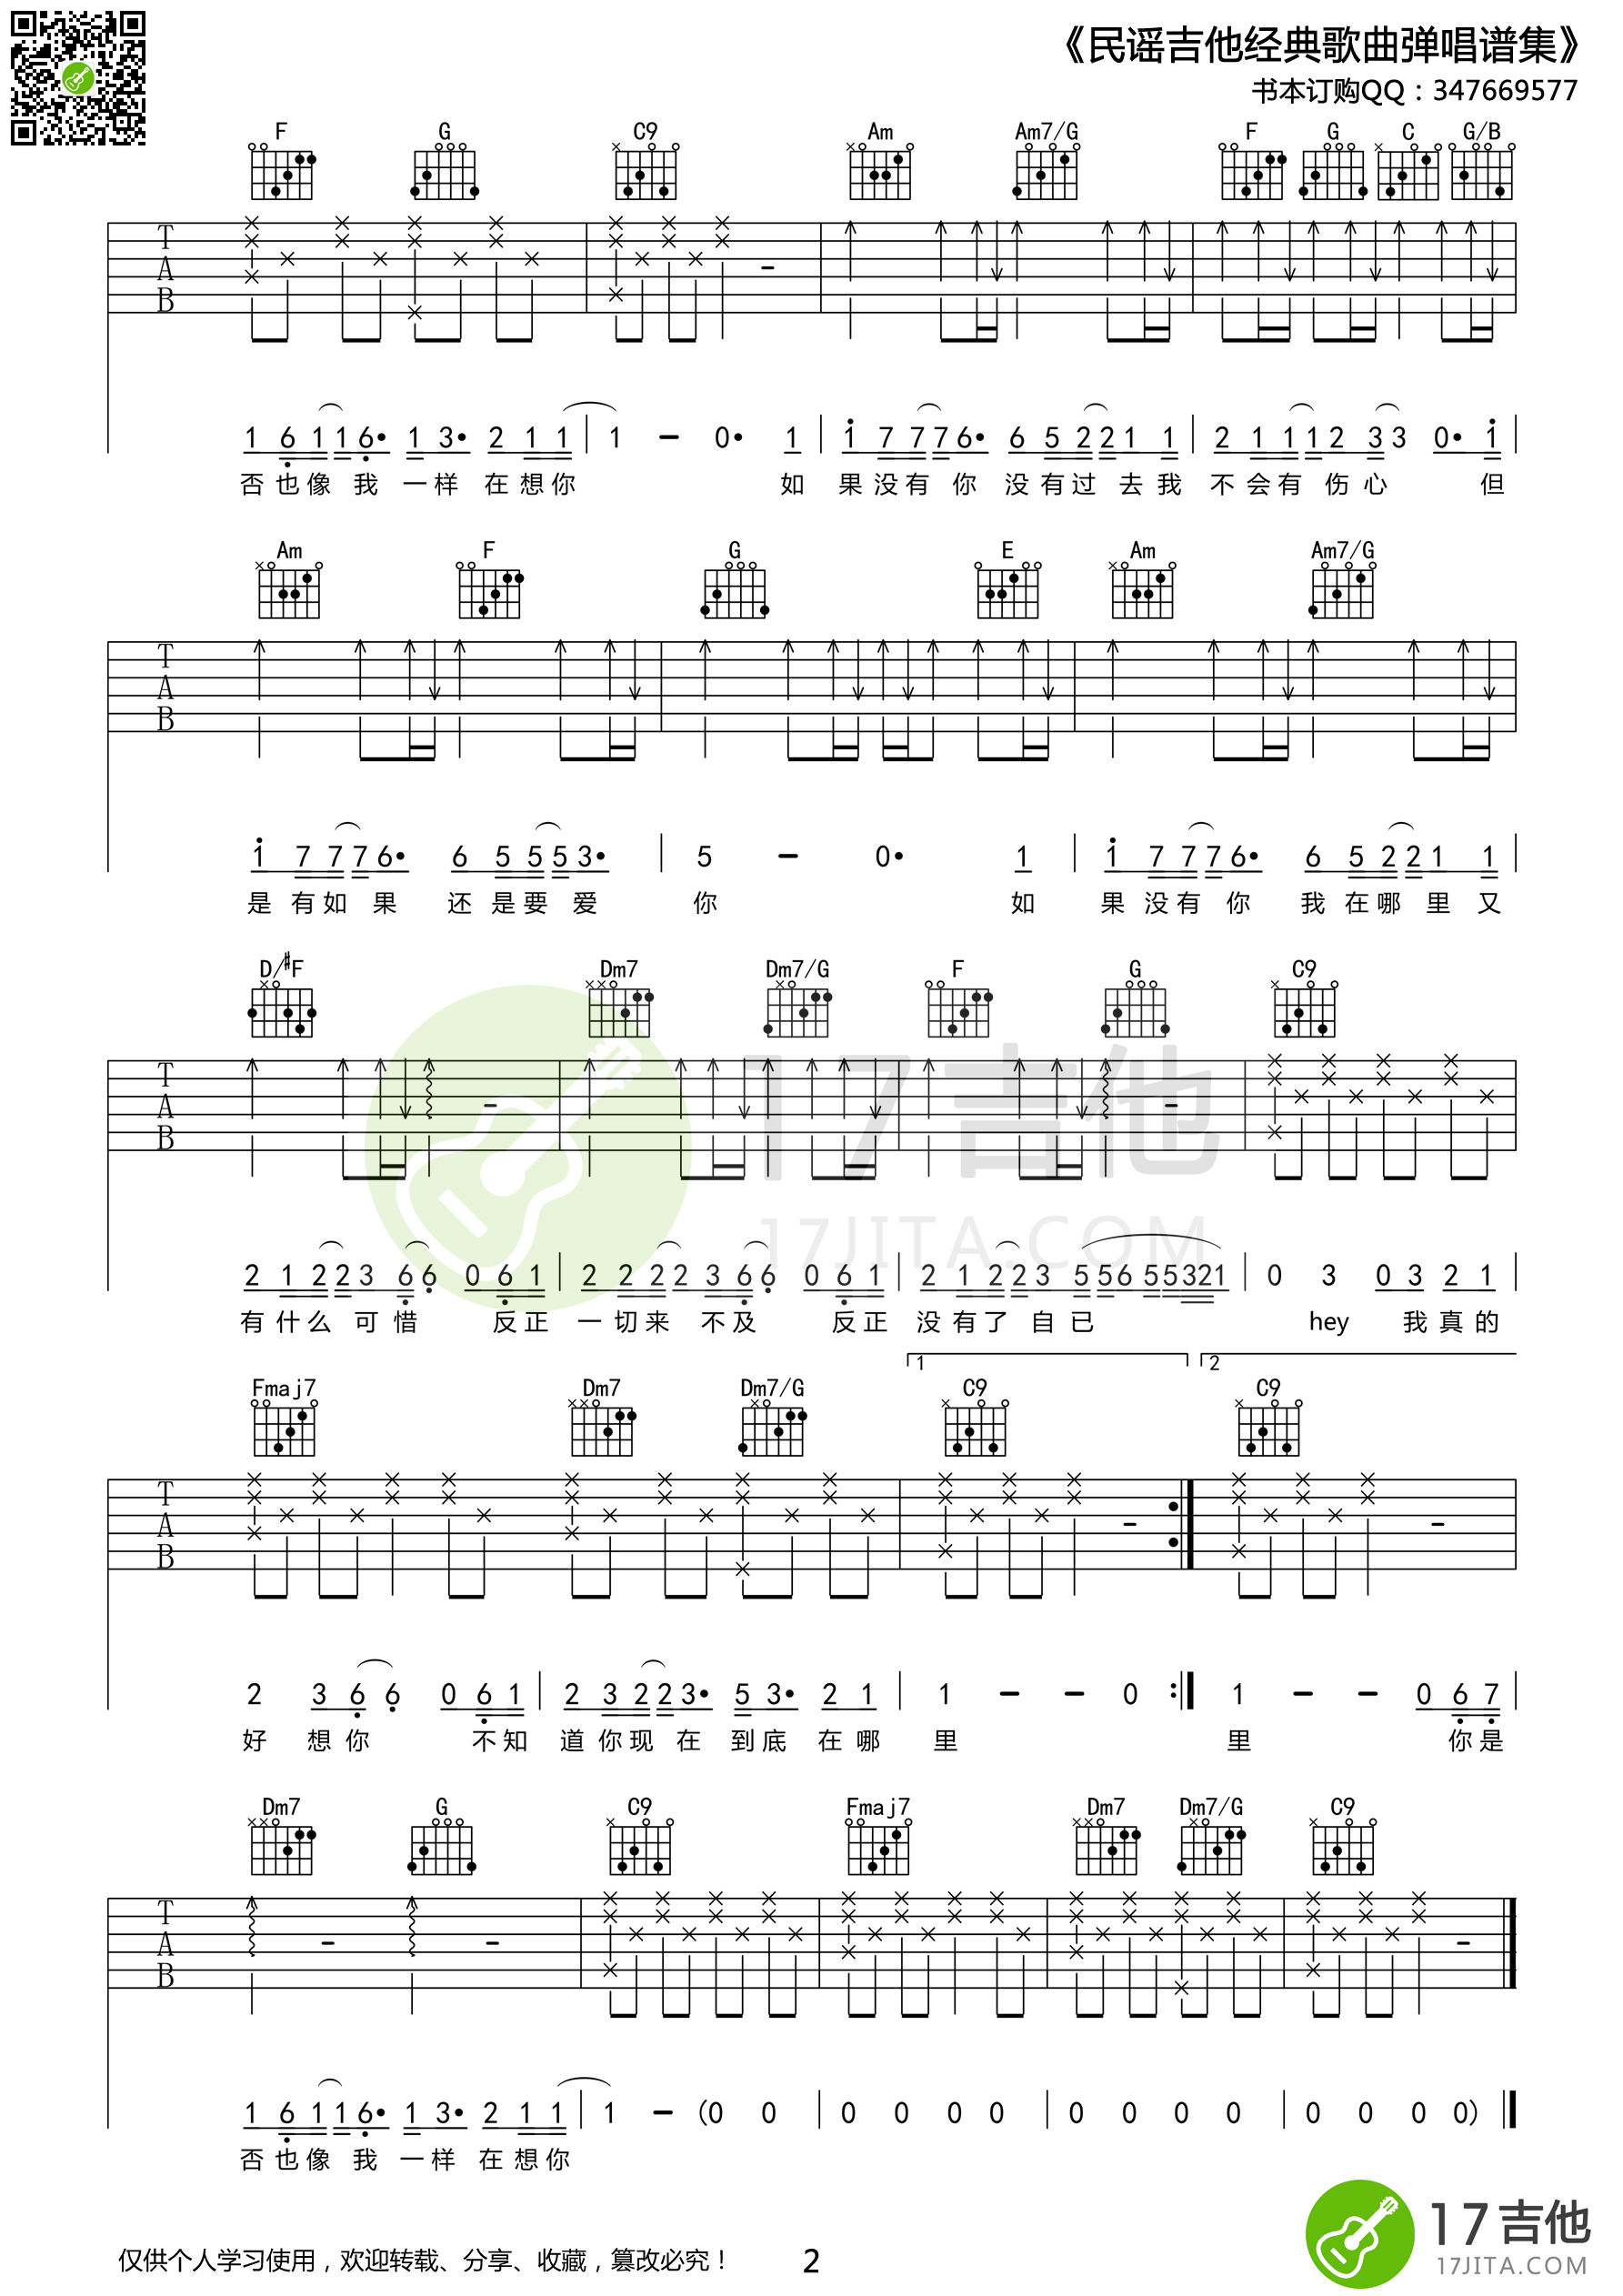 《民谣吉他经典歌曲弹唱谱集》
书本订购QQ：347669577
F G C9 Am Am7/G F G C G/B
T
A
B
1 6 1 1 6• 1 3• 2 1 1 | 1 – 0• 1 | 1 7 7 7 6• 6 5 2 2 1 1 | 2 1 1 1 2 3 3 0• 1 |
否也像 我 一样 在想你 如 果没有 你 没有过 去我 不会有 伤心 但
Am F G E Am Am7/G
T
A
B
1 7 7 7 6• 6 5 5 5 3• | 5 – 0• 1 | 1 7 7 7 6• 6 5 2 2 1 1 |
是有如 果 还是要 爱 你 如 果没有 你 我在哪 里 又
D/#F Dm7 Dm7/G F G C9
T
A
B
17吉他
17JITA.COM
2 1 2 2 3 6 6 0 6 1 | 2 2 2 2 3 6 6 0 6 1 | 2 1 2 2 3 5 5 6 5 5 3 2 1 | 0 3 0 3 2 1 |
有什么 可惜 反正 一切来 不及 反正 没有了 自已 hey 我真的
1 2
Fmaj7 Dm7 Dm7/G C9 C9
T
A
B
2 3 6 6 0 6 1 | 2 3 2 2 3• 5 3• 2 1 | 1 – – 0 :| 1 – – 0 6 7 |
好 想你 不知 道你现 在 到底 在哪 里 里 你是
Dm7 G C9 Fmaj7 Dm7 Dm7/G C9
T
A
B
1 6 1 1 6• 1 3• 2 1 1 | 1 – (0 0 | 0 0 0 0 | 0 0 0 0 | 0 0 0 0) |
否也像 我 一样 在想你
仅供个人学习使用，欢迎转载、分享、收藏，篡改必究！
2
17吉他
17JITA.COM